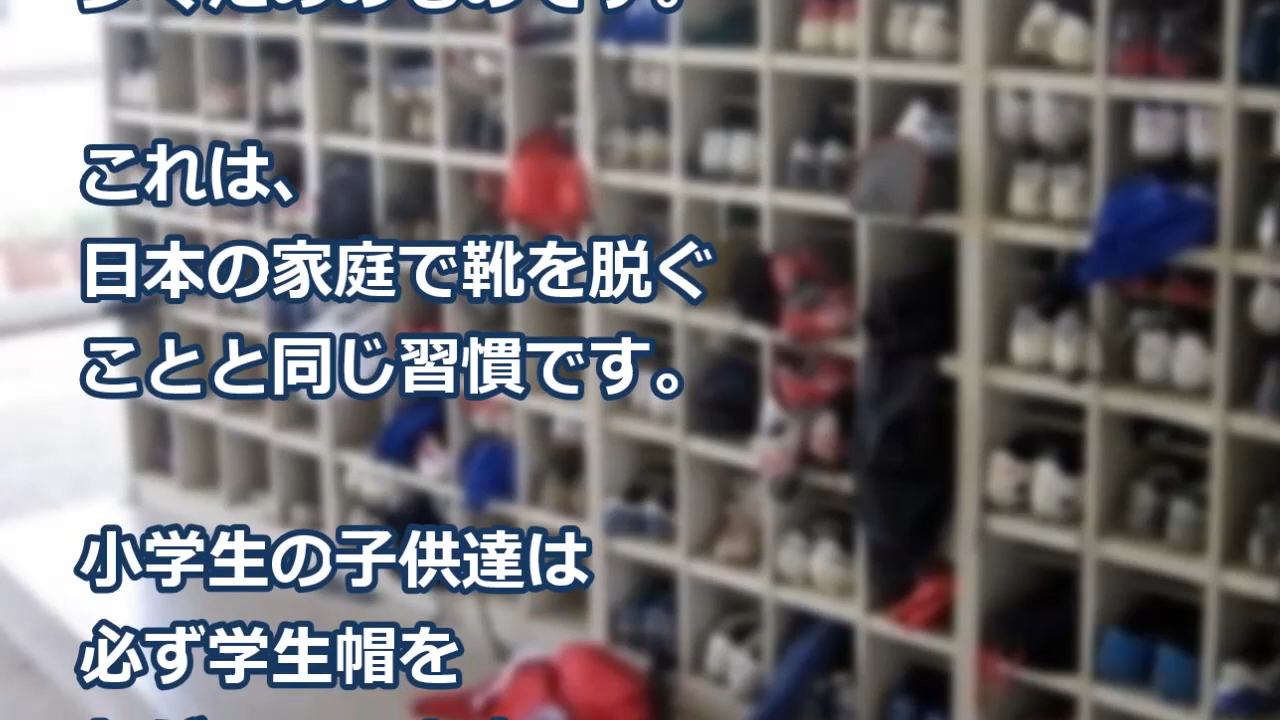 これは、
日本の家庭で靴を脱ぐ
ことと同じ習慣です。
小学生の子供達は
必ず学生帽を